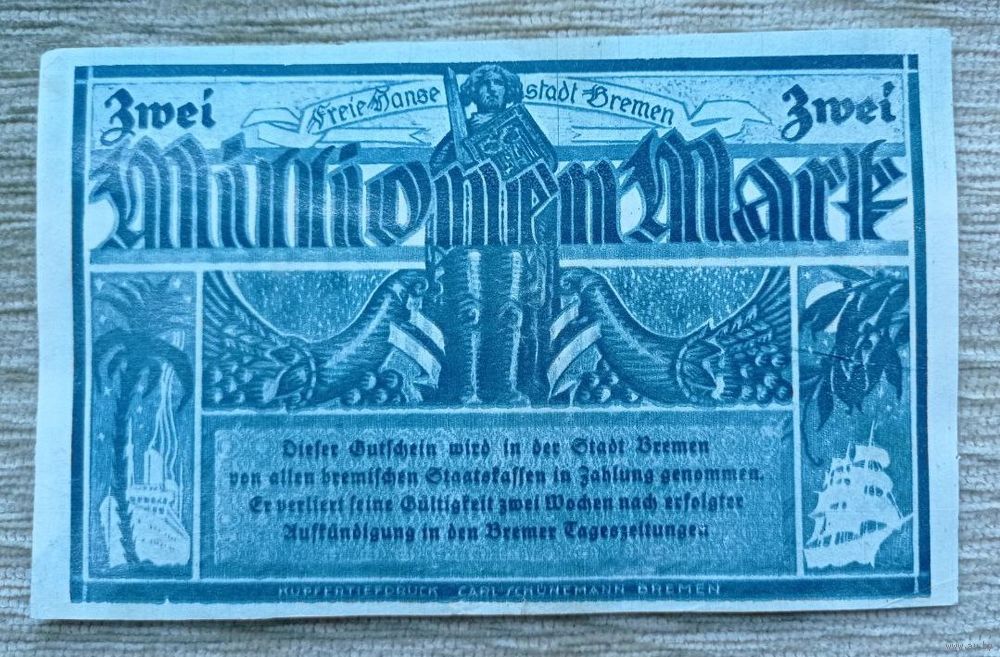 Zwei
Freie Hansestadt Bremen
Zwei
Millionen Mark
Dieser Gutschein wird in der Stadt Bremen
von allen bremischen Staatskassen in Zahlung genommen.
Er verliert seine Gültigkeit zwei Wochen nach erfolgter
Aufkündigung in den Bremer Tageszeitungen
KUPFERTIEFDRUCK CARL SCHÜNEMANN BREMEN